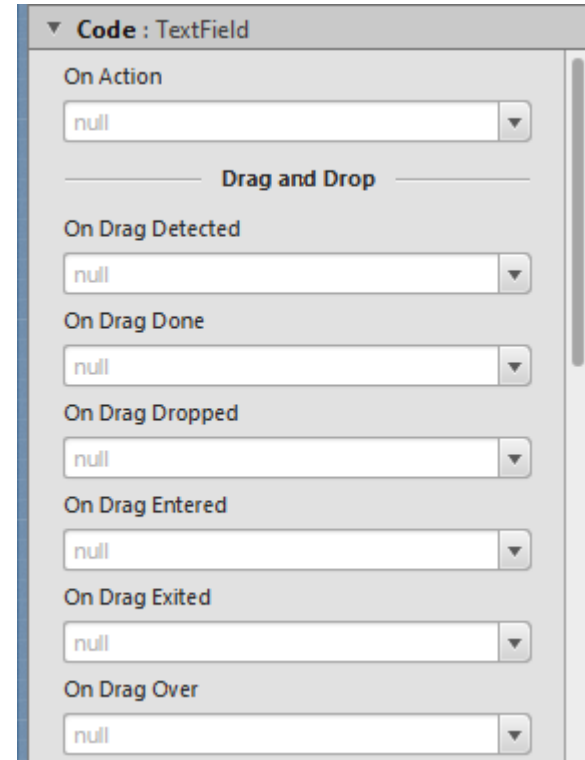 Code : TextField
On Action
null
Drag and Drop
On Drag Detected
null
On Drag Done
null
On Drag Dropped
null
On Drag Entered
null
On Drag Exited
null
On Drag Over
null